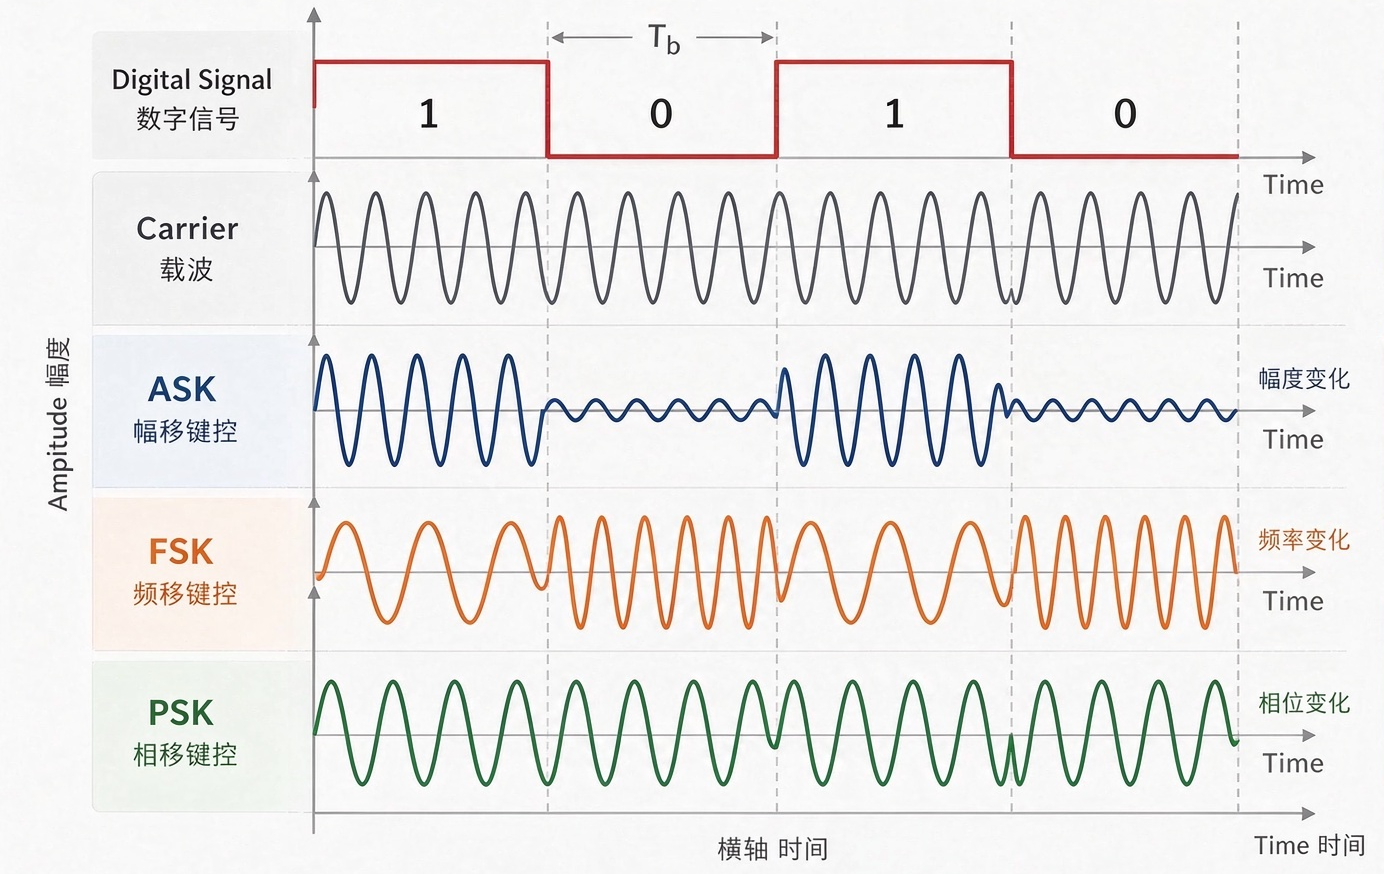 Digital Signal
数字信号
T_b
1 0 1 0
Time
Carrier
载波
Time
Ampitude 幅度
ASK
幅移键控
幅度变化
Time
FSK
频移键控
频率变化
Time
PSK
相移键控
相位变化
Time
横轴 时间
Time 时间